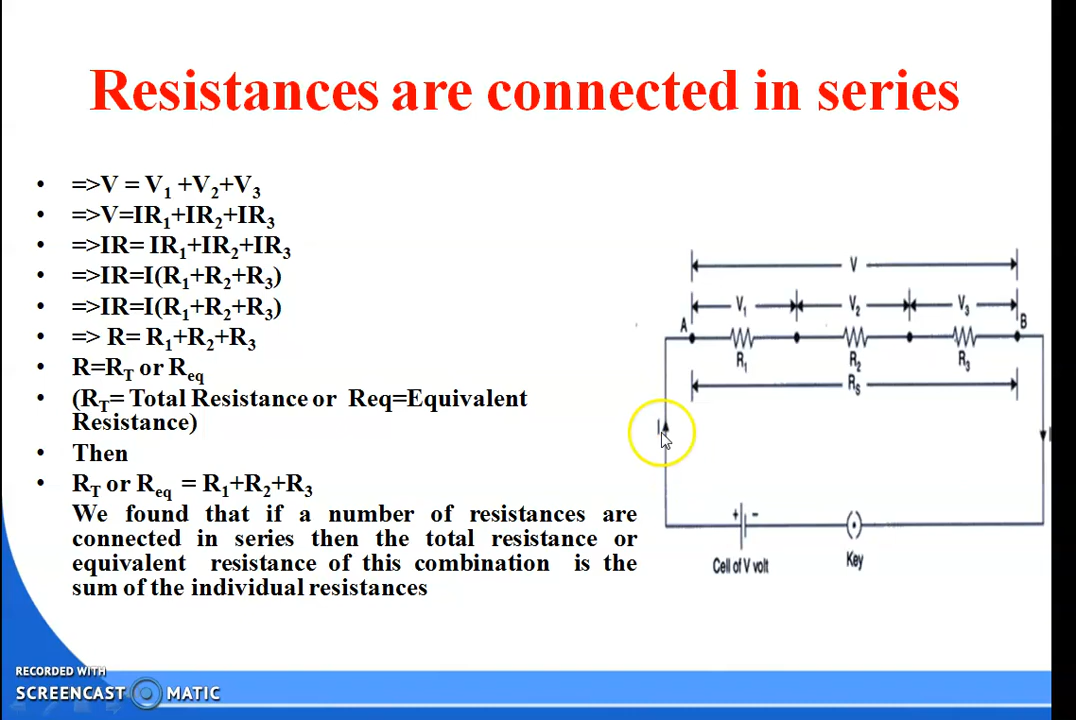 Resistances are connected in series
• =>V = V₁ +V₂+V₃
• =>V=IR₁+IR₂+IR₃
• =>IR= IR₁+IR₂+IR₃
• =>IR=I(R₁+R₂+R₃)
• =>IR=I(R₁+R₂+R₃)
• => R= R₁+R₂+R₃
• R=R_T or R_eq
• (R_T= Total Resistance or Req=Equivalent
Resistance)
• Then
• R_T or R_eq = R₁+R₂+R₃
We found that if a number of resistances are
connected in series then the total resistance or
equivalent resistance of this combination is the
sum of the individual resistances
V
V₁ V₂ V₃
A B
R₁ R₂ R₃
R_S
I I
+ -
( )
Cell of V volt Key
RECORDED WITH
SCREENCAST MATIC